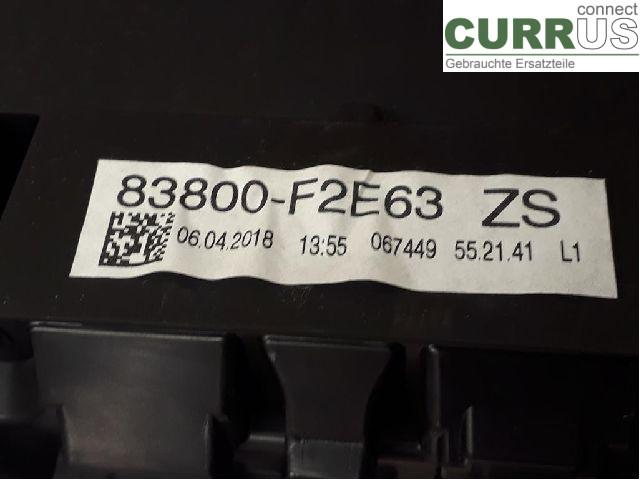 connect
CURRUS
Gebrauchte Ersatzteile
83800-F2E63 ZS
06.04.2018 13:55 067449 55.21.41 L1